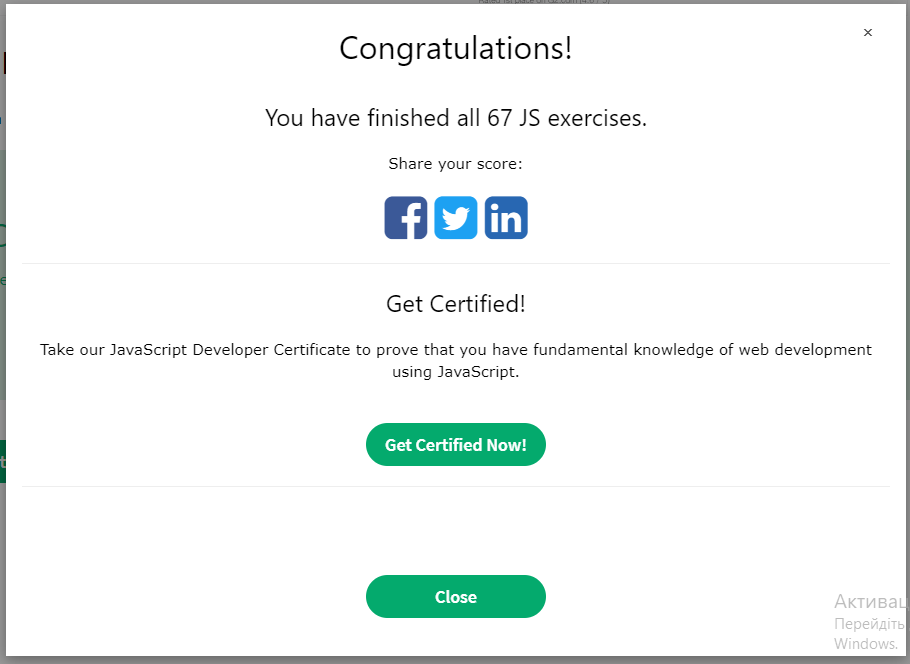 ×
Congratulations!
You have finished all 67 JS exercises.
Share your score:
Get Certified!
Take our JavaScript Developer Certificate to prove that you have fundamental knowledge of web development
using JavaScript.
Get Certified Now!
Close
Перейдіть
Windows.